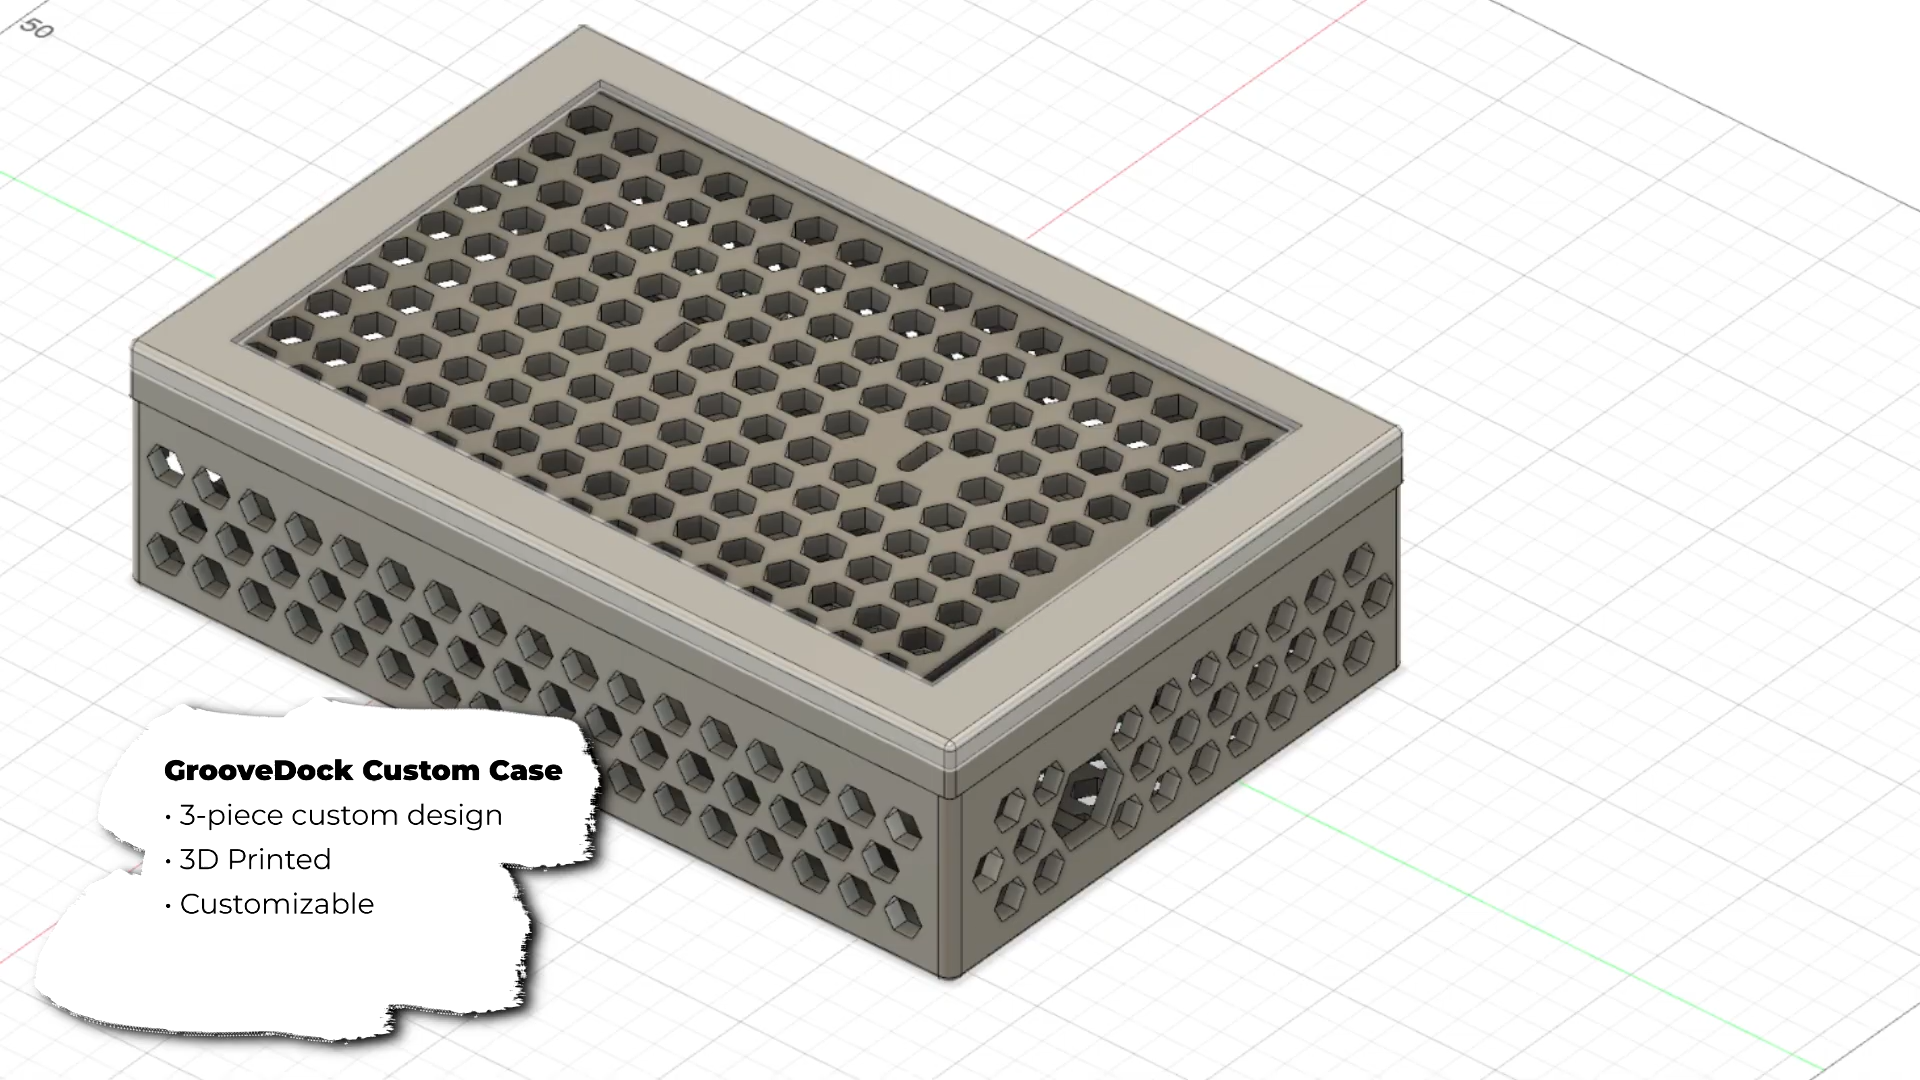 50
GrooveDock Custom Case
· 3-piece custom design
· 3D Printed
· Customizable